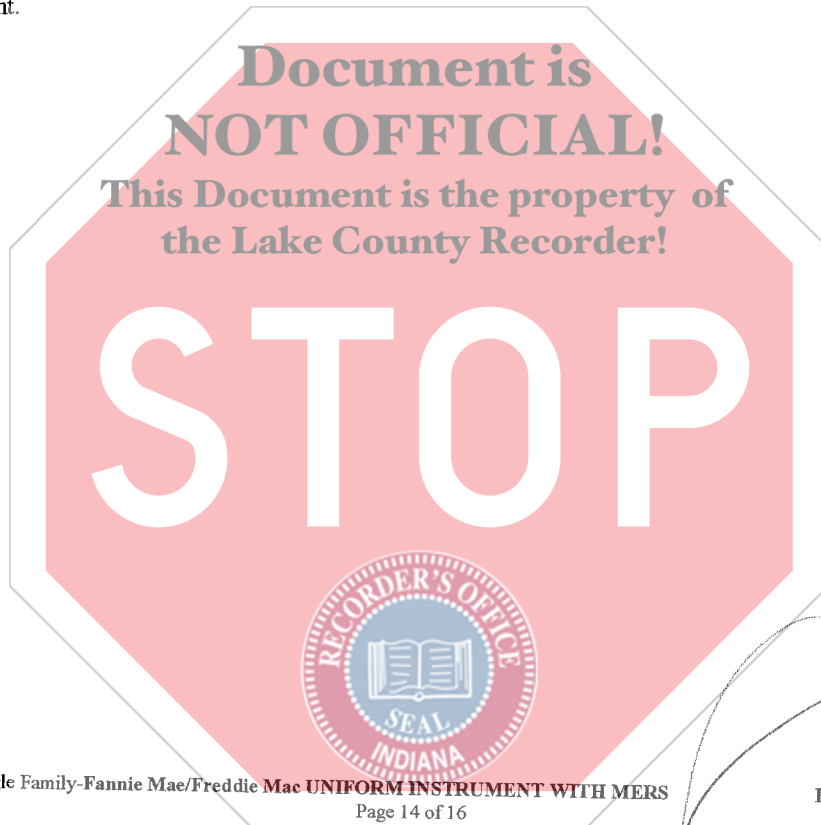 nt.
Document is
NOT OFFICIAL!
This Document is the property of
the Lake County Recorder!
STOP
RECORDER'S OFFICE
SEAL
INDIANA
le Family-Fannie Mae/Freddie Mac UNIFORM INSTRUMENT WITH MERS
Page 14 of 16